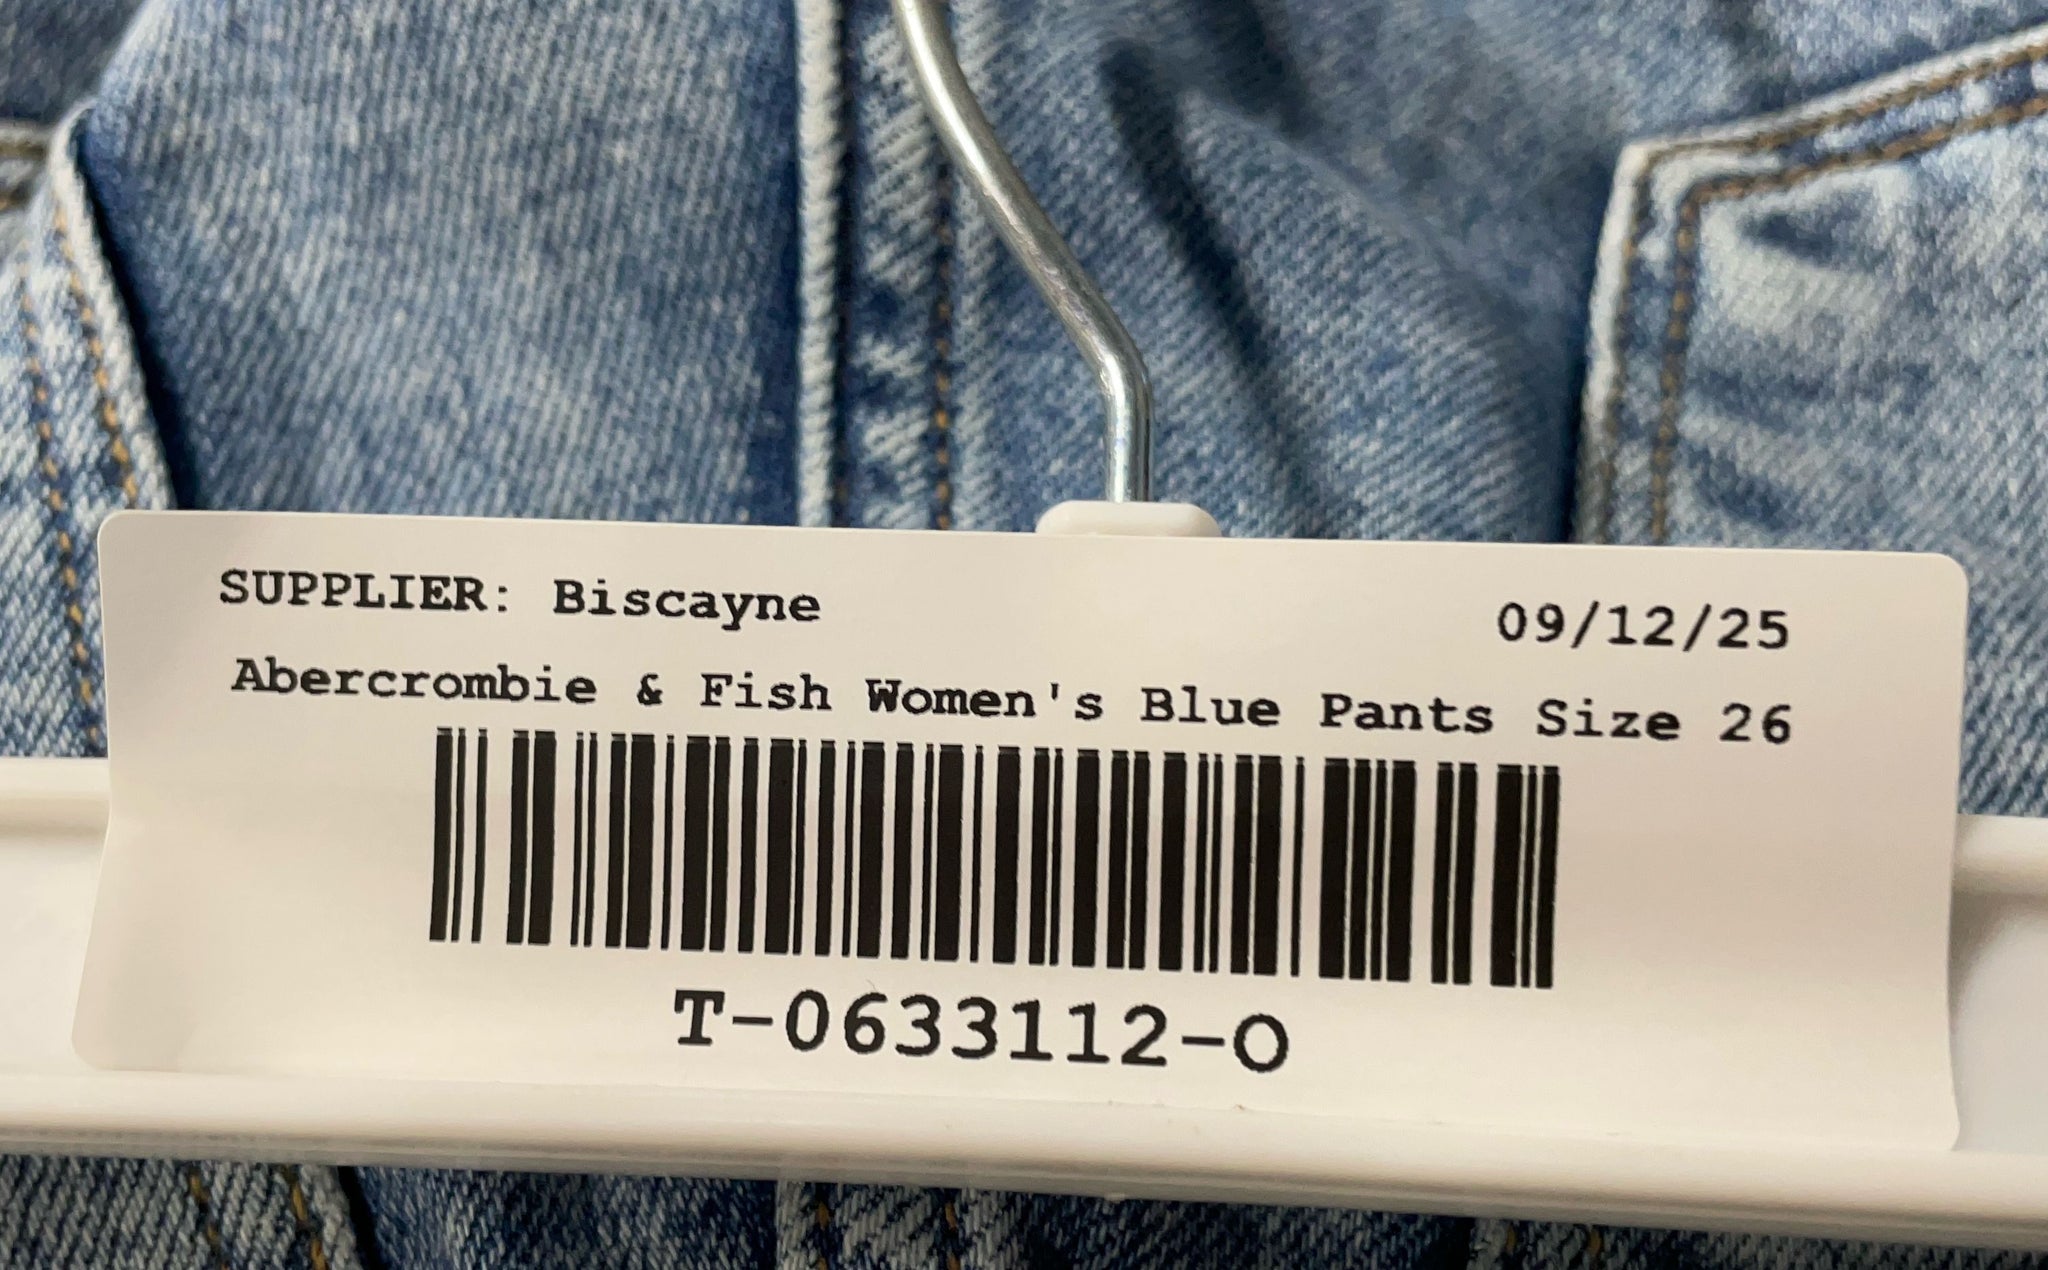 SUPPLIER: Biscayne 09/12/25
Abercrombie & Fish Women's Blue Pants Size 26
T-0633112-O